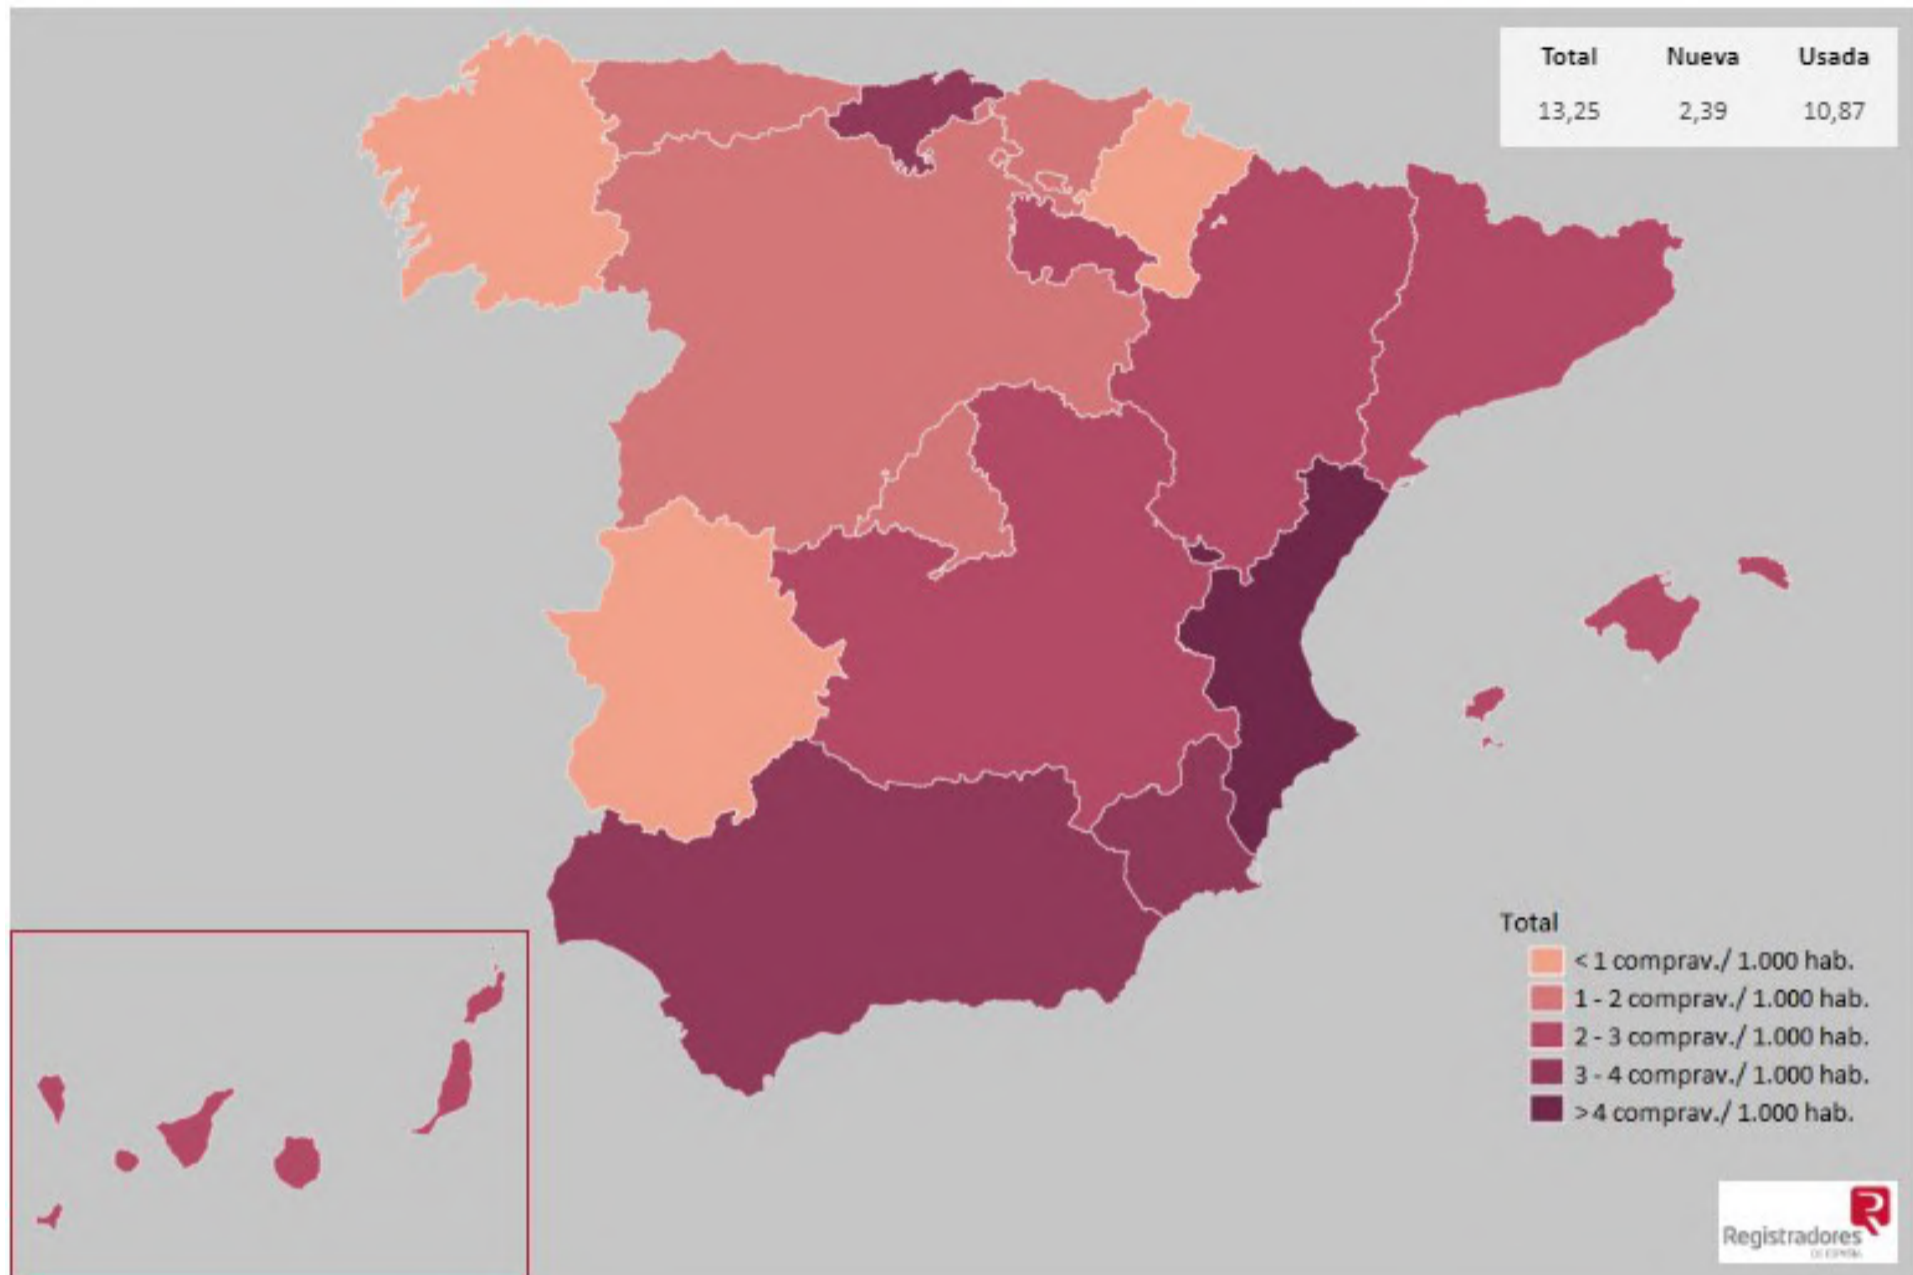 Total Nueva Usada
13,25 2,39 10,87
Total
< 1 comprav./ 1.000 hab.
1 - 2 comprav./ 1.000 hab.
2 - 3 comprav./ 1.000 hab.
3 - 4 comprav./ 1.000 hab.
> 4 comprav./ 1.000 hab.
Registradores
DE ESPAÑA